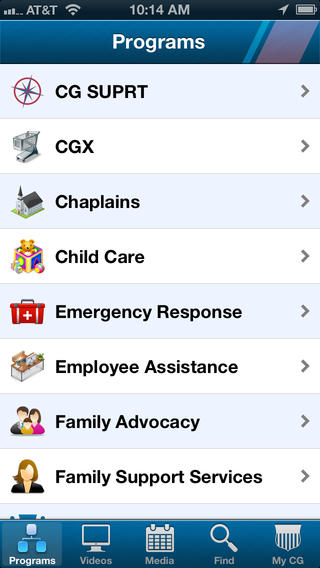 AT&T 10:14 AM
Programs
CG SUPRT
CGX
Chaplains
Child Care
Emergency Response
Employee Assistance
Family Advocacy
Family Support Services
Programs Videos Media Find My CG